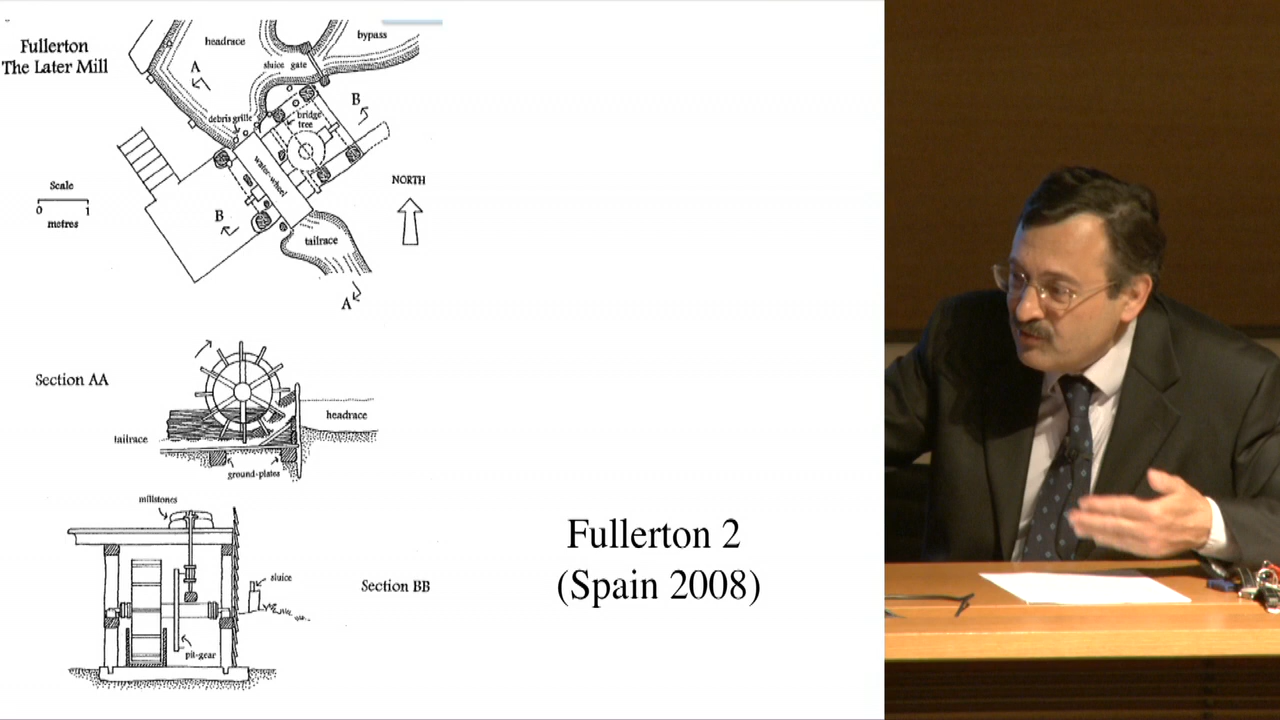 Fullerton
The Later Mill
headrace
bypass
sluice gate
A
B
debris grille
bridge
tree
water-wheel
Scale
0 1
metres
NORTH
B
tailrace
A
Section AA
headrace
tailrace
ground-plates
millstones
sluice
Section BB
pit-gear
Fullerton 2
(Spain 2008)